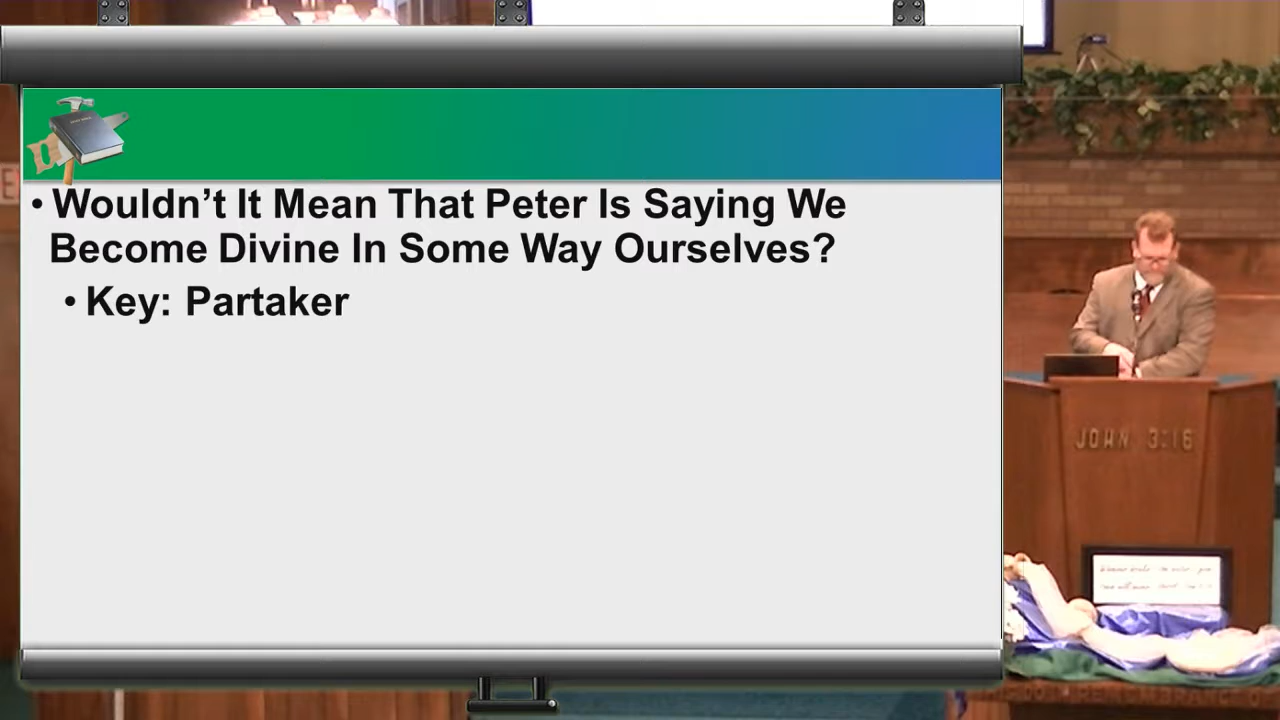 • Wouldn’t It Mean That Peter Is Saying We
Become Divine In Some Way Ourselves?
• Key: Partaker
JOHN 3:16